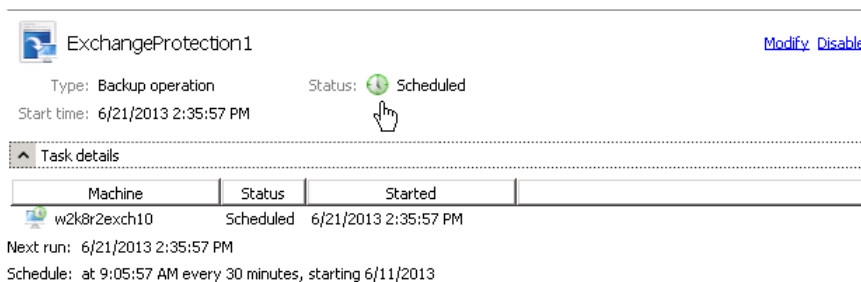 ExchangeProtection1 Modify Disable
Type: Backup operation Status: Scheduled
Start time: 6/21/2013 2:35:57 PM
Task details
Machine Status Started
w2k8r2exch10 Scheduled 6/21/2013 2:35:57 PM
Next run: 6/21/2013 2:35:57 PM
Schedule: at 9:05:57 AM every 30 minutes, starting 6/11/2013